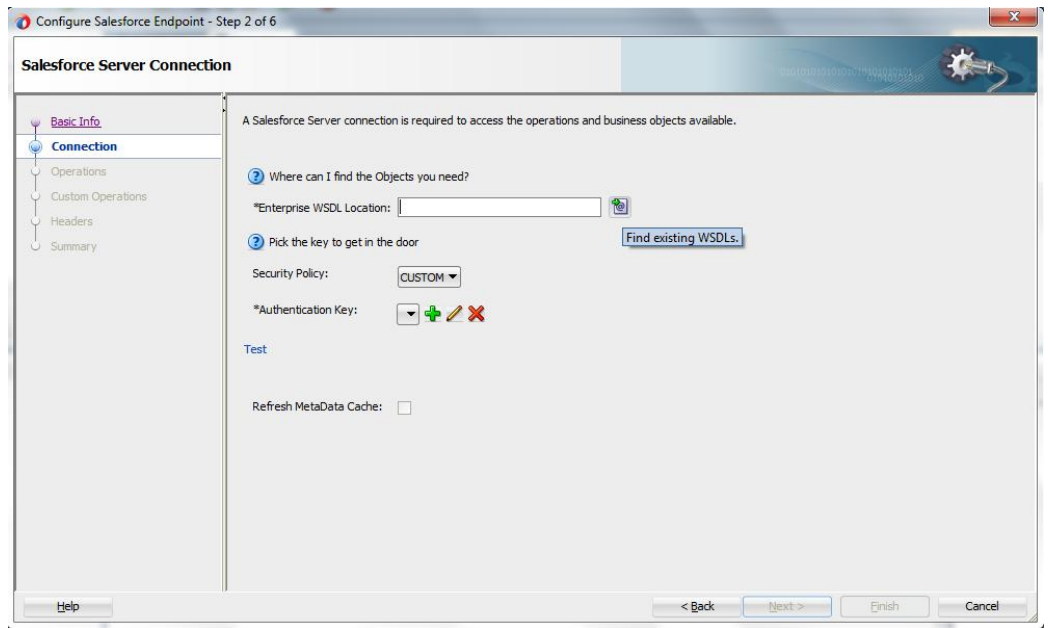 Configure Salesforce Endpoint - Step 2 of 6
Salesforce Server Connection
Basic Info
Connection
Operations
Custom Operations
Headers
Summary
A Salesforce Server connection is required to access the operations and business objects available.
Where can I find the Objects you need?
*Enterprise WSDL Location:
Find existing WSDLs.
Pick the key to get in the door
Security Policy: CUSTOM
*Authentication Key:
Test
Refresh MetaData Cache:
Help
< Back Next > Finish Cancel